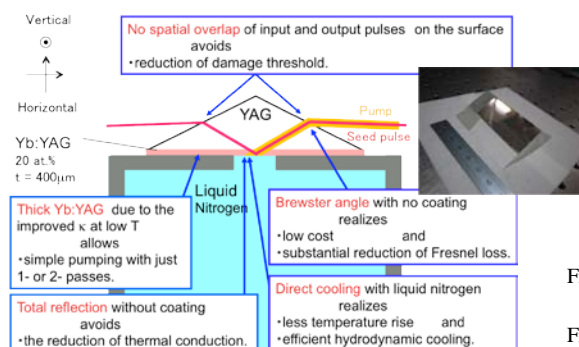 Vertical
Horizontal
No spatial overlap of input and output pulses on the surface
avoids
・reduction of damage threshold.
YAG
Pump
Seed pulse
Yb:YAG
20 at.%
t = 400μm
Liquid
Nitrogen
Thick Yb:YAG due to the
improved κ at low T
allows
・simple pumping with just
1- or 2- passes.
Brewster angle with no coating
realizes
・low cost and
・substantial reduction of Fresnel loss.
Total reflection without coating
avoids
・the reduction of thermal conduction.
Direct cooling with liquid nitrogen
realizes
・less temperature rise and
・efficient hydrodynamic cooling.
F
F